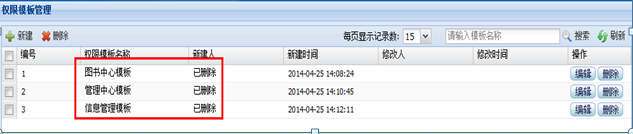 权限模板管理
新建 删除 每页显示记录数: 15 请输入模板名称 搜索 刷新
编号 权限模板名称 新建人 新建时间 修改人 修改时间 操作
1 图书中心模板 已删除 2014-04-25 14:08:24 编辑 删除
2 管理中心模板 已删除 2014-04-25 14:10:45 编辑 删除
3 信息管理模板 已删除 2014-04-25 14:12:11 编辑 删除